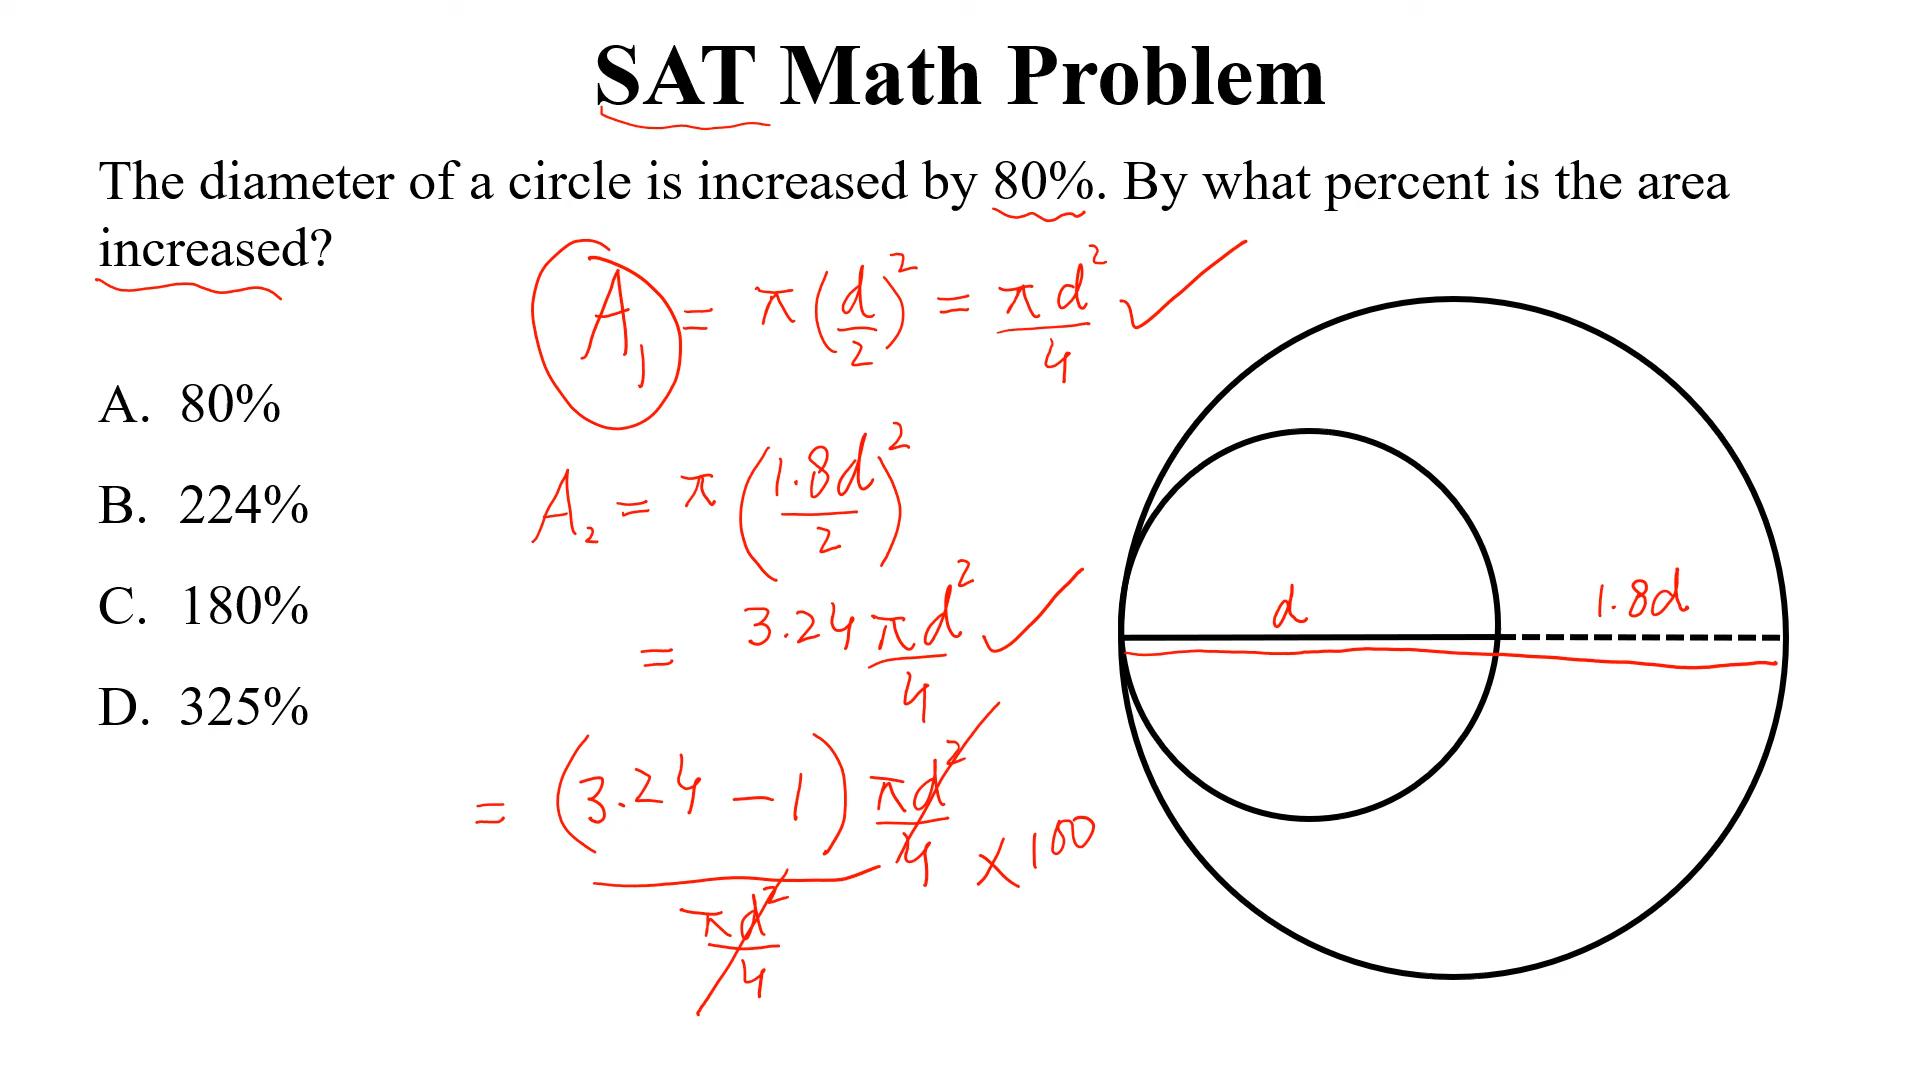 SAT Math Problem
The diameter of a circle is increased by 80%. By what percent is the area
increased?
A₁ = π(d/2)² = πd²/4 ✓
A. 80%
A₂ = π(1.8d/2)²
B. 224%
= 3.24 πd²/4 ✓
C. 180%
d 1.8d
D. 325%
= (3.24 − 1) πd²/4
/ πd²/4 × 100